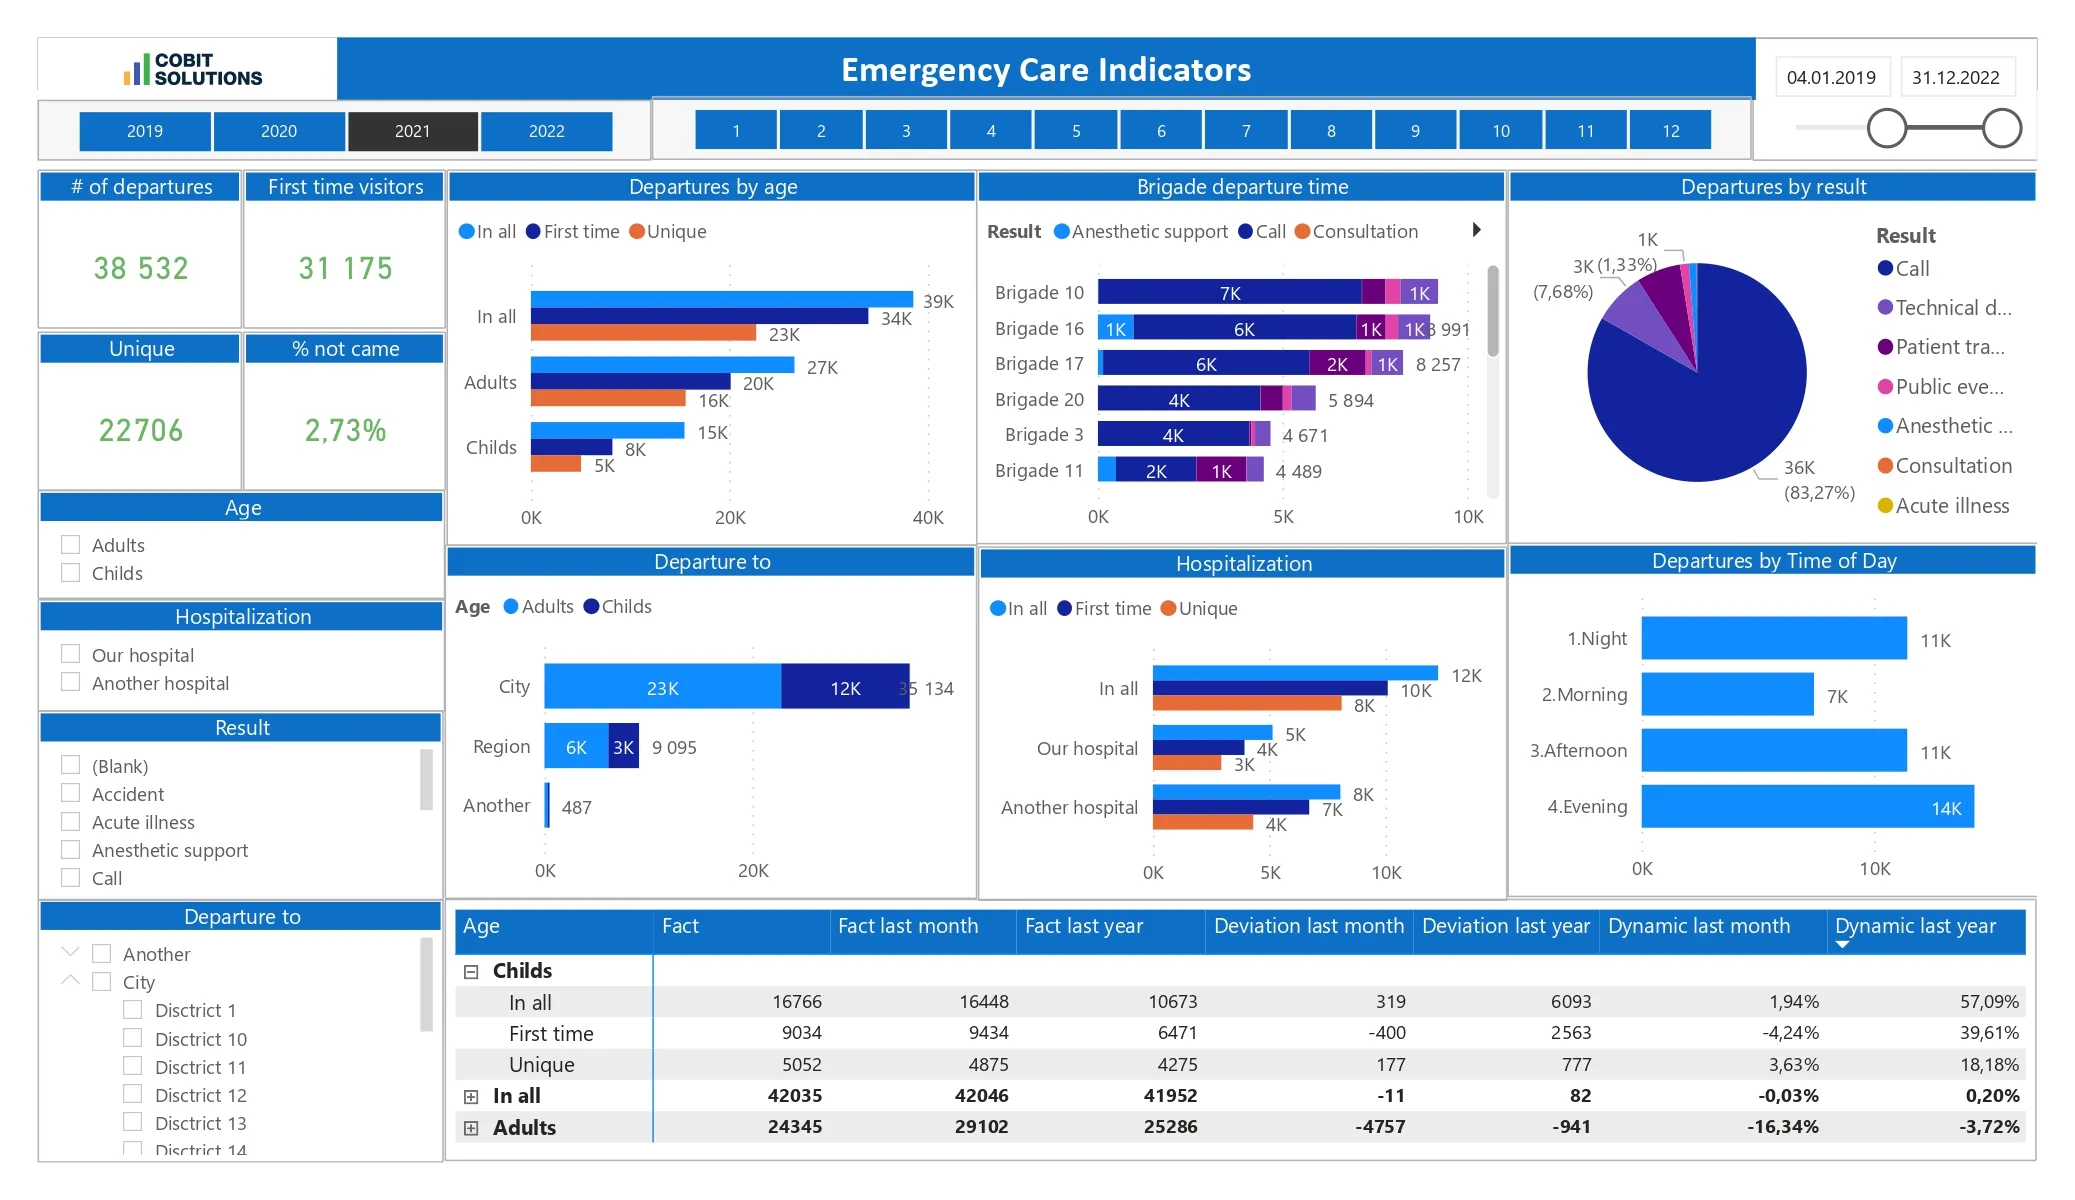 COBIT
SOLUTIONS
Emergency Care Indicators
04.01.2019 31.12.2022
2019 2020 2021 2022
1 2 3 4 5 6 7 8 9 10 11 12
# of departures
38 532
First time visitors
31 175
Unique
22706
% not came
2,73%
Age
Adults
Childs
Hospitalization
Our hospital
Another hospital
Result
(Blank)
Accident
Acute illness
Anesthetic support
Call
Departure to
Another
City
Disctrict 1
Disctrict 10
Disctrict 11
Disctrict 12
Disctrict 13
Disctrict 14
Departures by age
In all First time Unique
In all 39K 34K 23K
Adults 27K 20K 16K
Childs 15K 8K 5K
0K 20K 40K
Brigade departure time
Result Anesthetic support Call Consultation
Brigade 10 7K 1K
Brigade 16 1K 6K 1K 1K 8 991
Brigade 17 6K 2K 1K 8 257
Brigade 20 4K 5 894
Brigade 3 4K 4 671
Brigade 11 2K 1K 4 489
0K 5K 10K
Departures by result
1K
(1,33%)
3K
(7,68%)
36K
(83,27%)
Result
Call
Technical d...
Patient tra...
Public eve...
Anesthetic ...
Consultation
Acute illness
Departure to
Age Adults Childs
City 23K 12K 35 134
Region 6K 3K 9 095
Another 487
0K 20K
Hospitalization
In all First time Unique
In all 12K 10K 8K
Our hospital 5K 4K 3K
Another hospital 8K 7K 4K
0K 5K 10K
Departures by Time of Day
1.Night 11K
2.Morning 7K
3.Afternoon 11K
4.Evening 14K
0K 10K
Age Fact Fact last month Fact last year Deviation last month Deviation last year Dynamic last month Dynamic last year
Childs
In all 16766 16448 10673 319 6093 1,94% 57,09%
First time 9034 9434 6471 -400 2563 -4,24% 39,61%
Unique 5052 4875 4275 177 777 3,63% 18,18%
In all 42035 42046 41952 -11 82 -0,03% 0,20%
Adults 24345 29102 25286 -4757 -941 -16,34% -3,72%